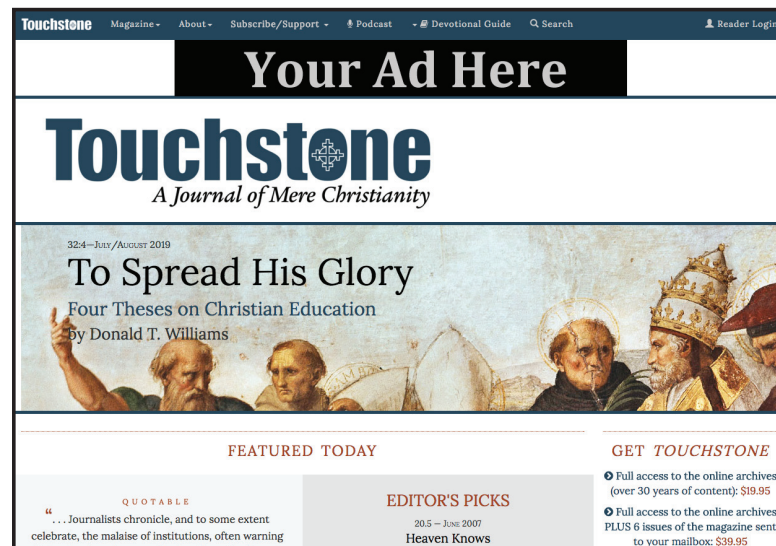 Touchstone Magazine About Subscribe/Support Podcast Devotional Guide Search Reader Login
Your Ad Here
Touchstone
A Journal of Mere Christianity
32:4—July/August 2019
To Spread His Glory
Four Theses on Christian Education
by Donald T. Williams
FEATURED TODAY
GET TOUCHSTONE
QUOTABLE
“. . . Journalists chronicle, and to some extent
celebrate, the malaise of institutions, often warning
EDITOR'S PICKS
20.5 — June 2007
Heaven Knows
Full access to the online archives
(over 30 years of content): $19.95
Full access to the online archives
PLUS 6 issues of the magazine sent
to your mailbox: $39.95